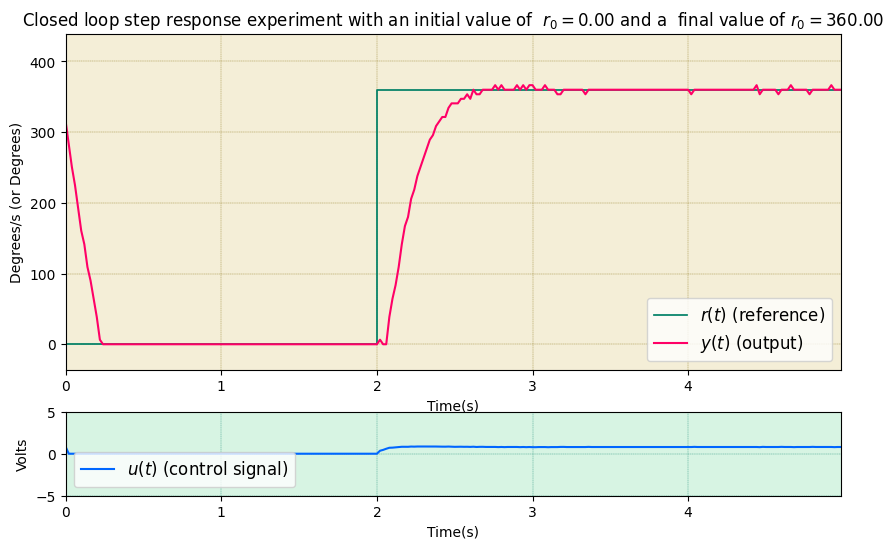 Closed loop step response experiment with an initial value of r₀ = 0.00 and a final value of r₀ = 360.00
Degrees/s (or Degrees)
400
300
200
100
0
r(t) (reference)
y(t) (output)
0 1 2 3 4
Time(s)
Volts
5
0
−5
u(t) (control signal)
0 1 2 3 4
Time(s)